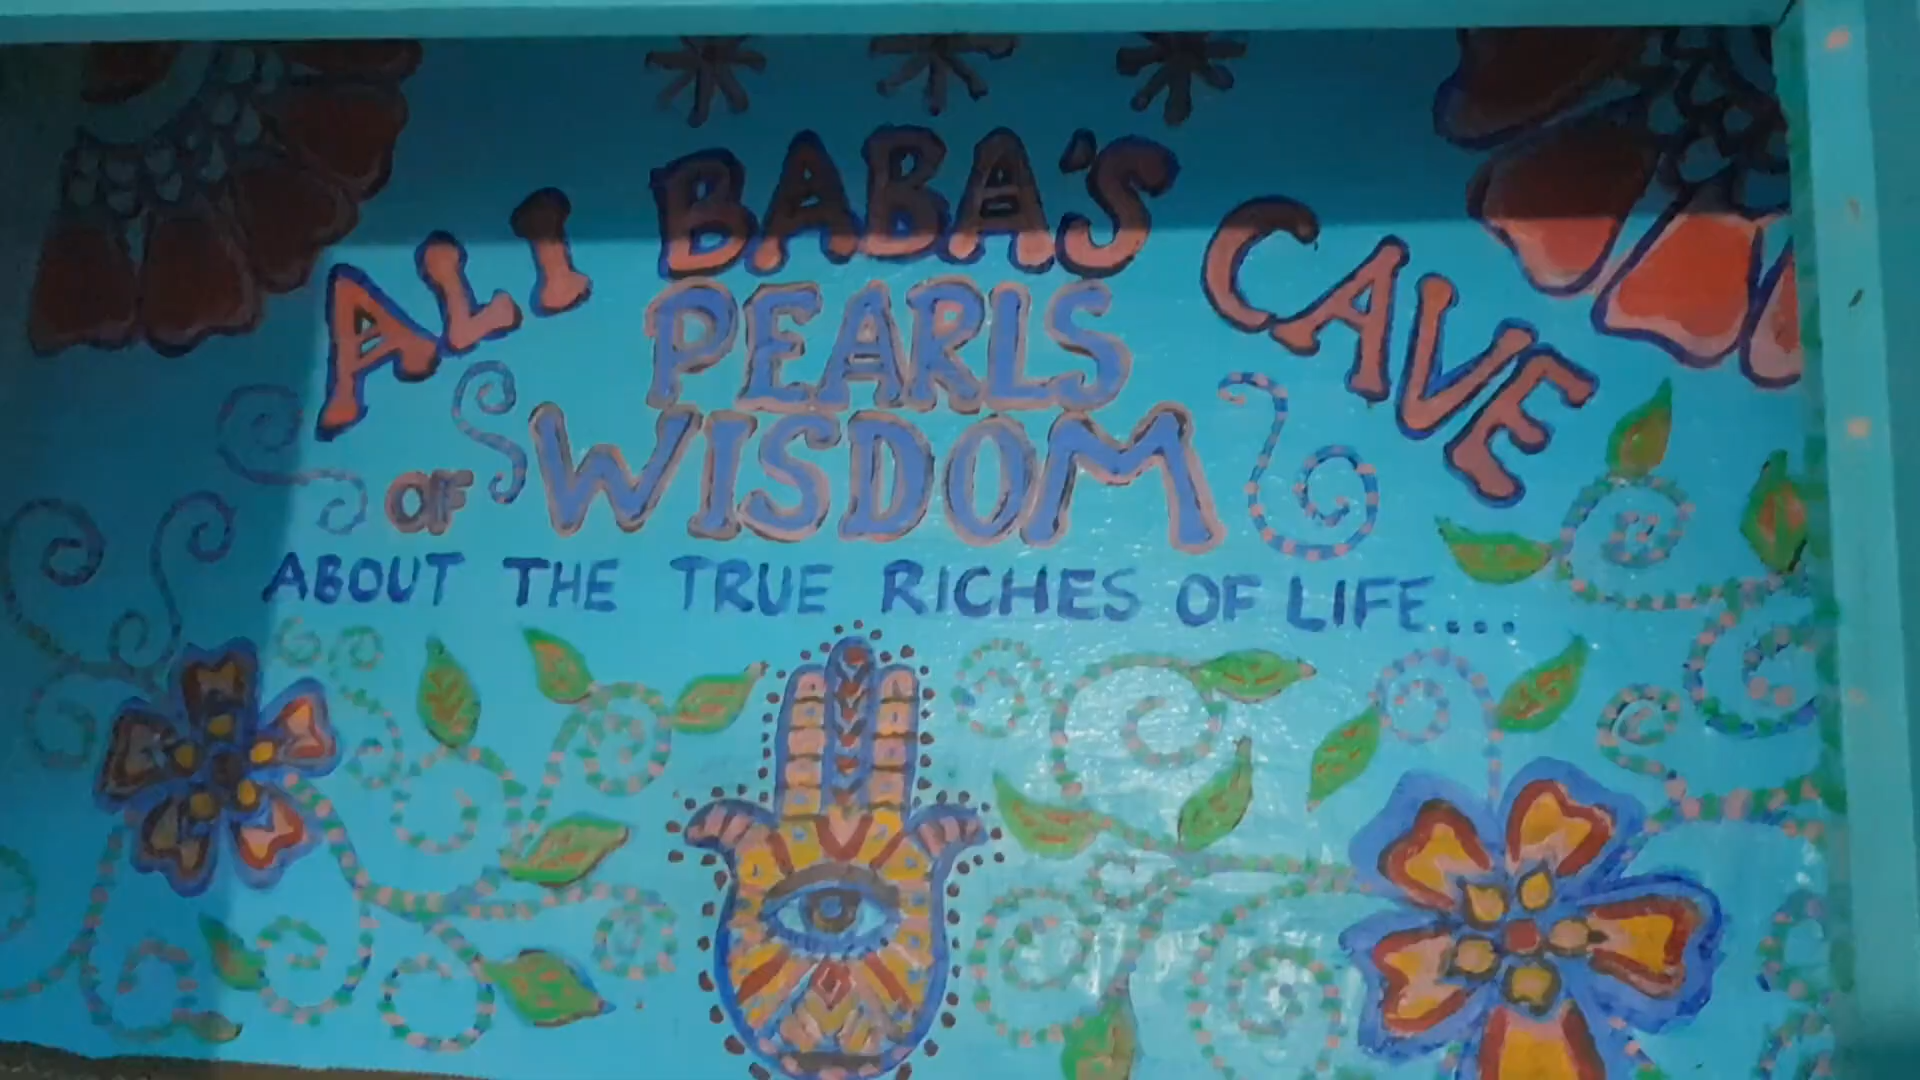 ALI BABA'S CAVE
PEARLS
OF WISDOM
ABOUT THE TRUE RICHES OF LIFE...